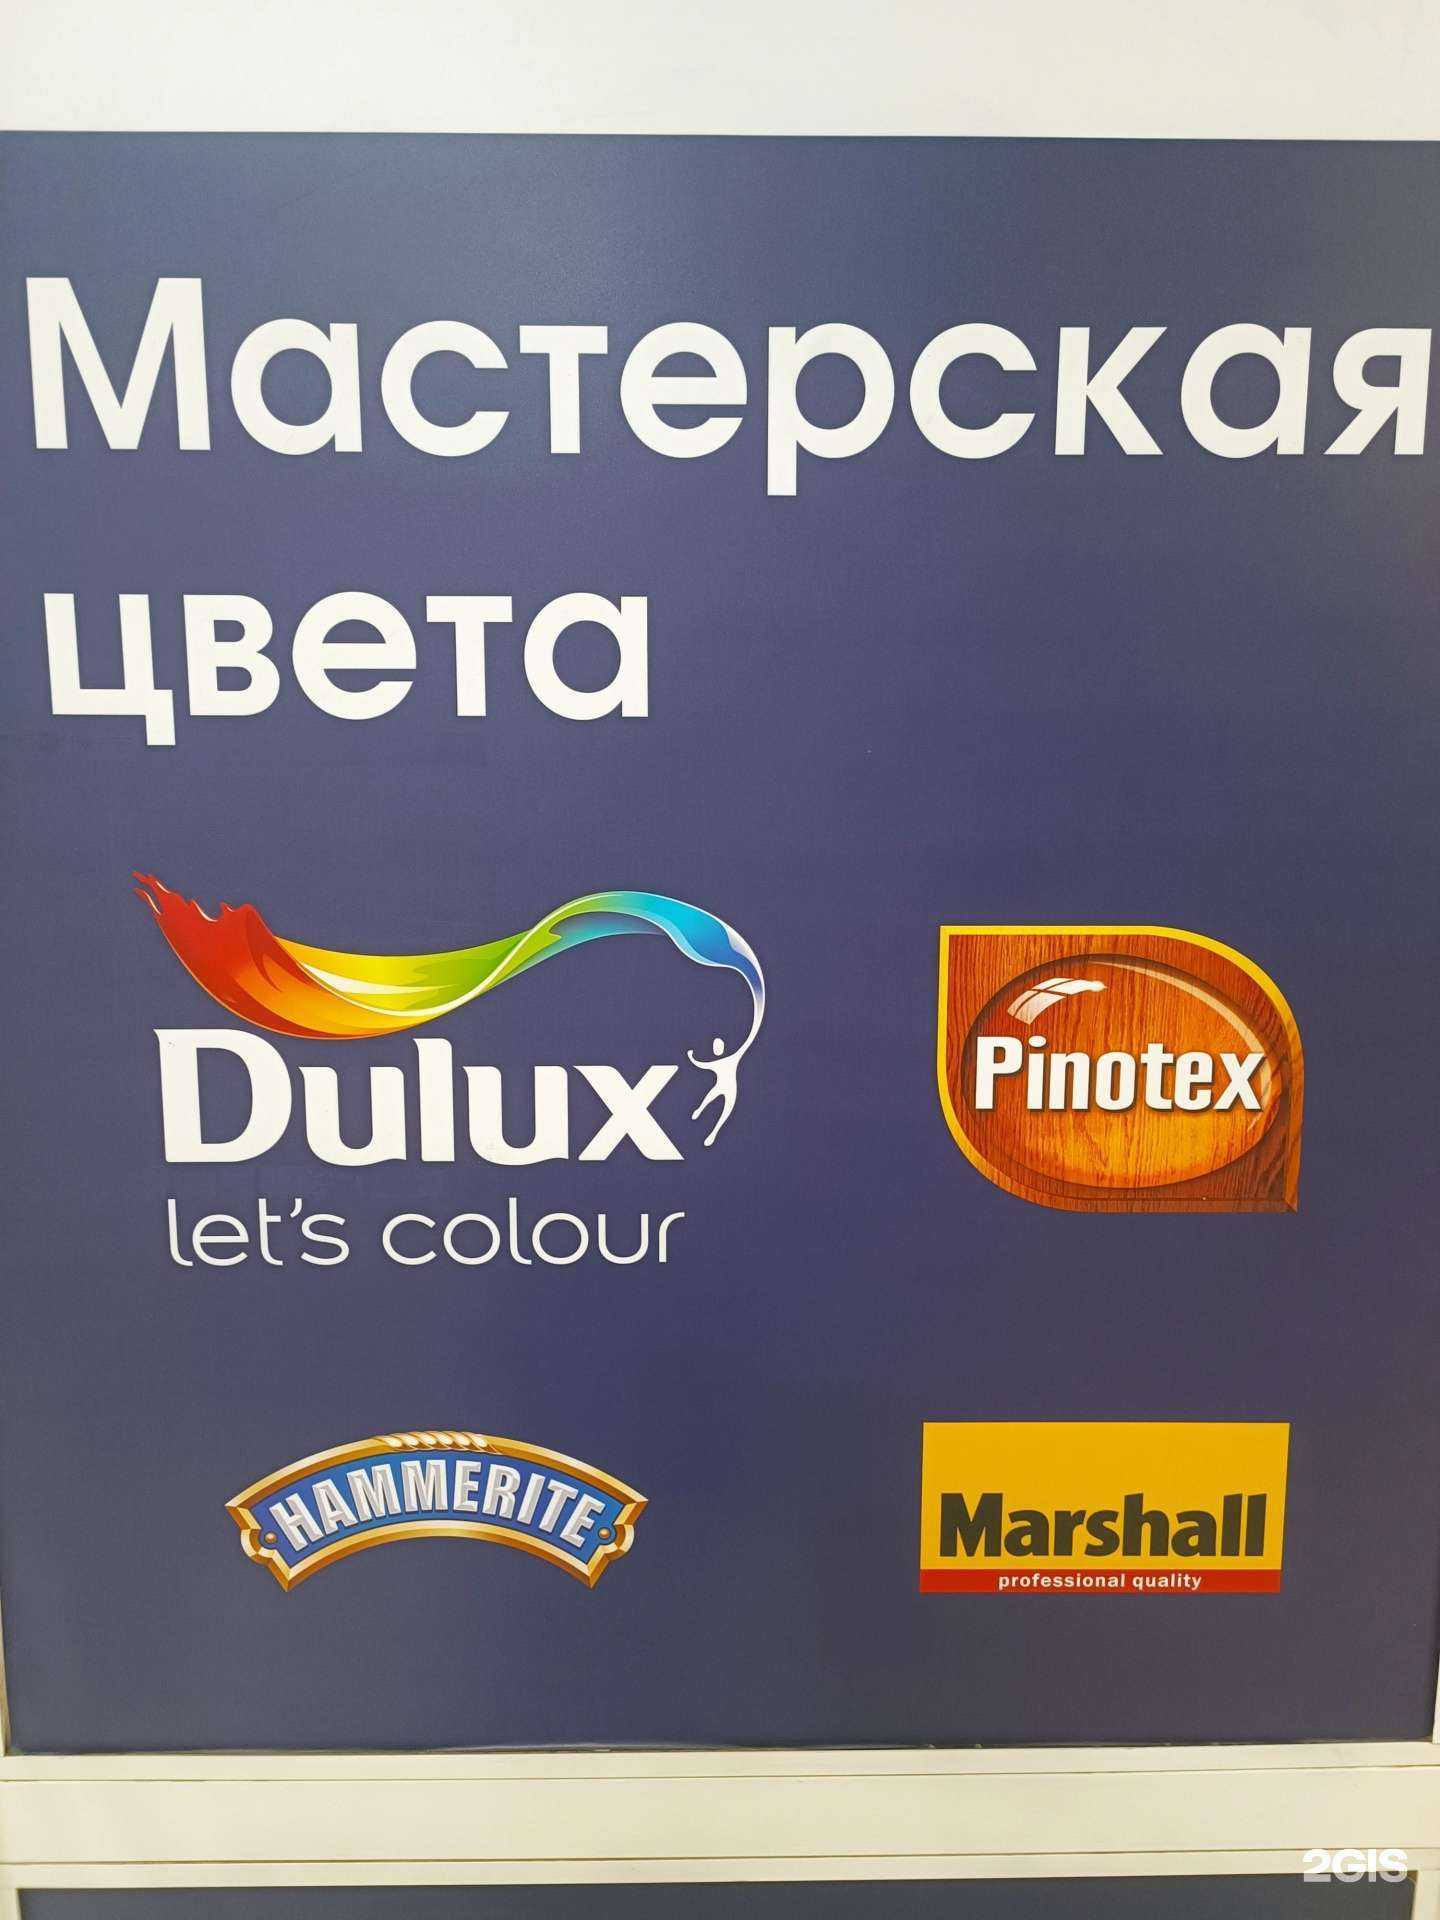 Мастерская
цвета
Dulux
let's colour
Pinotex
HAMMERITE
Marshall
professional quality
2GIS